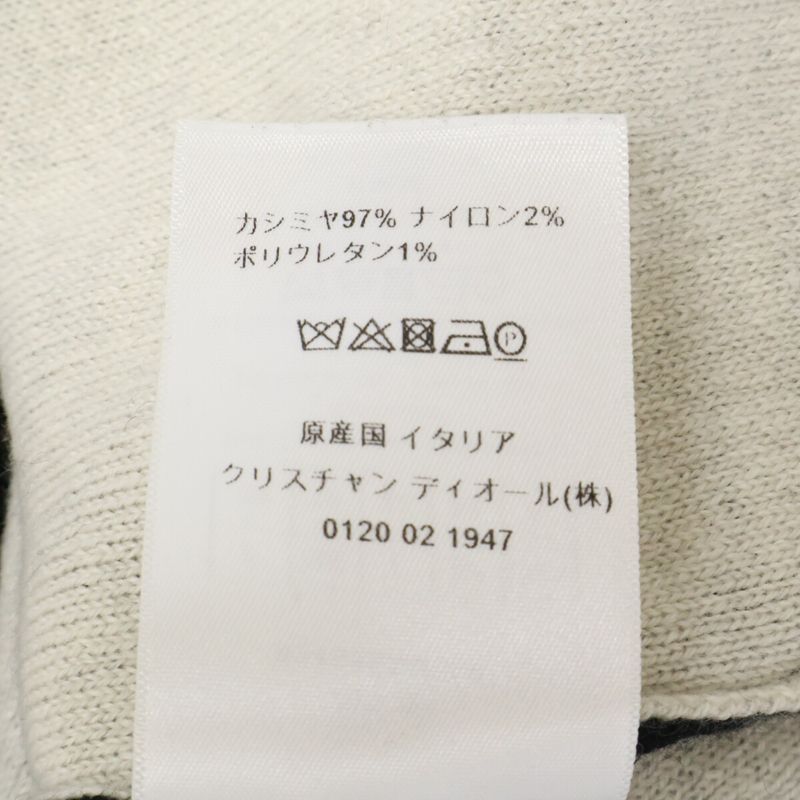 カシミヤ97% ナイロン2%
ポリウレタン1%
P
原産国 イタリア
クリスチャン ディオール(株)
0120 02 1947